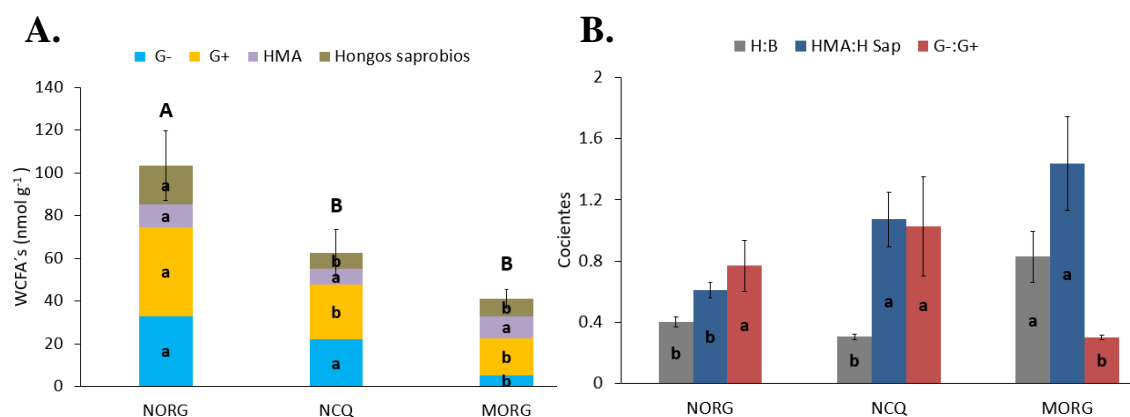 A.
G- G+ HMA Hongos saprobios
WCFA´s (nmol g-1)
140
120
100
80
60
40
20
0
A
a
a
a
a
B
b
a
b
a
B
b
a
b
b
NORG NCQ MORG
B.
H:B HMA:H Sap G-:G+
Cocientes
2
1.6
1.2
0.8
0.4
0
b b a
b a a
a a b
NORG NCQ MORG